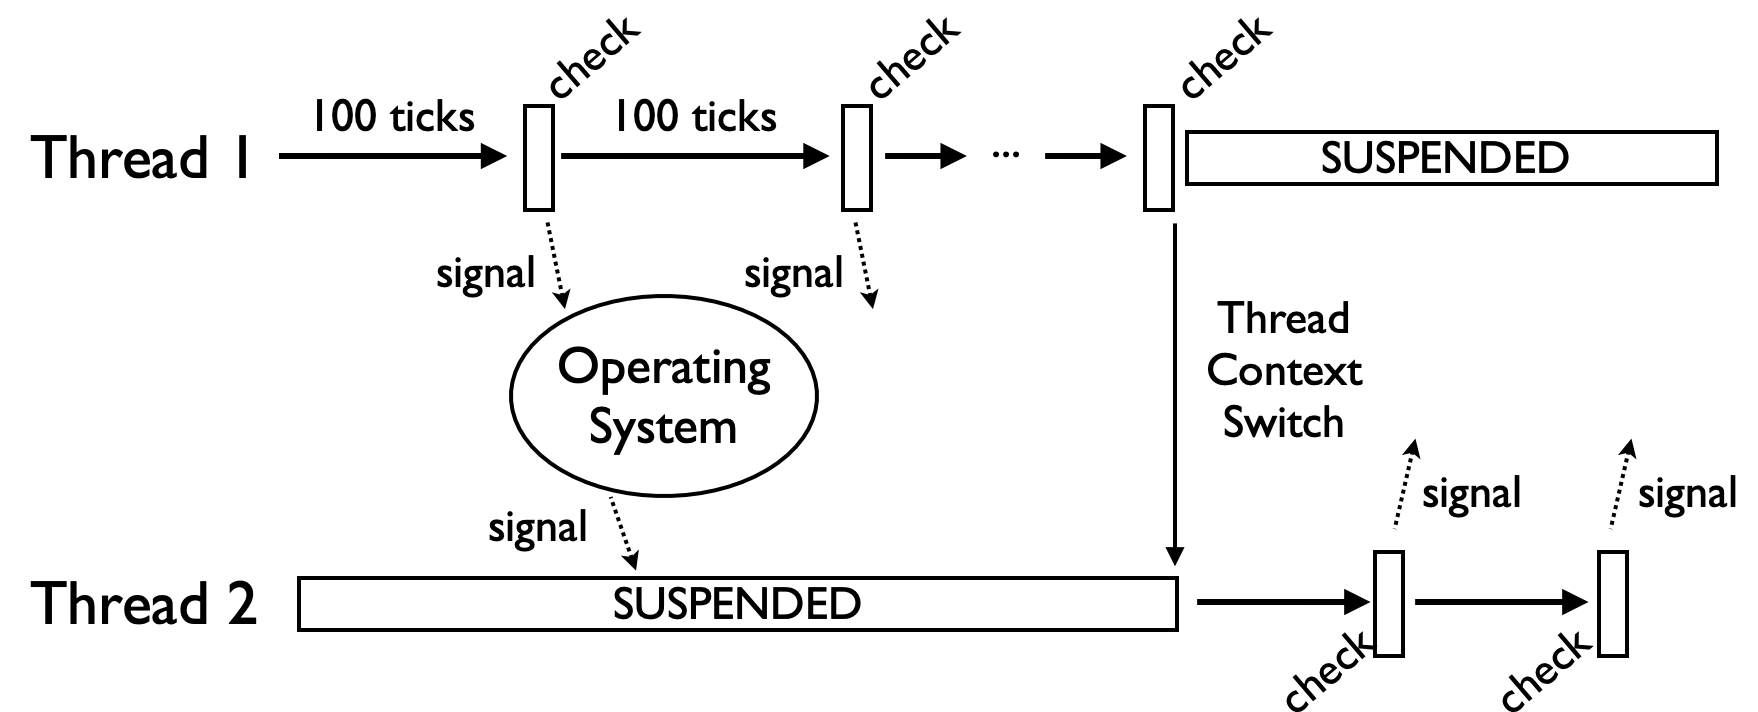 check
check
check
100 ticks
100 ticks
Thread 1
...
SUSPENDED
signal
signal
Thread
Context
Switch
Operating
System
signal
signal
signal
Thread 2
SUSPENDED
check
check